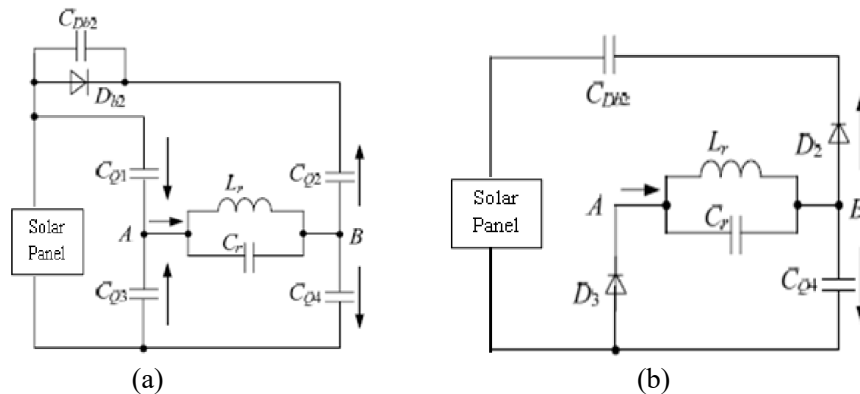 C_Db2
D_b2
C_Q1
C_Q2
L_r
Solar
Panel
A
B
C_r
C_Q3
C_Q4
(a)
C_Db2
D_2
L_r
Solar
Panel
A
B
C_r
C_Q4
D_3
(b)